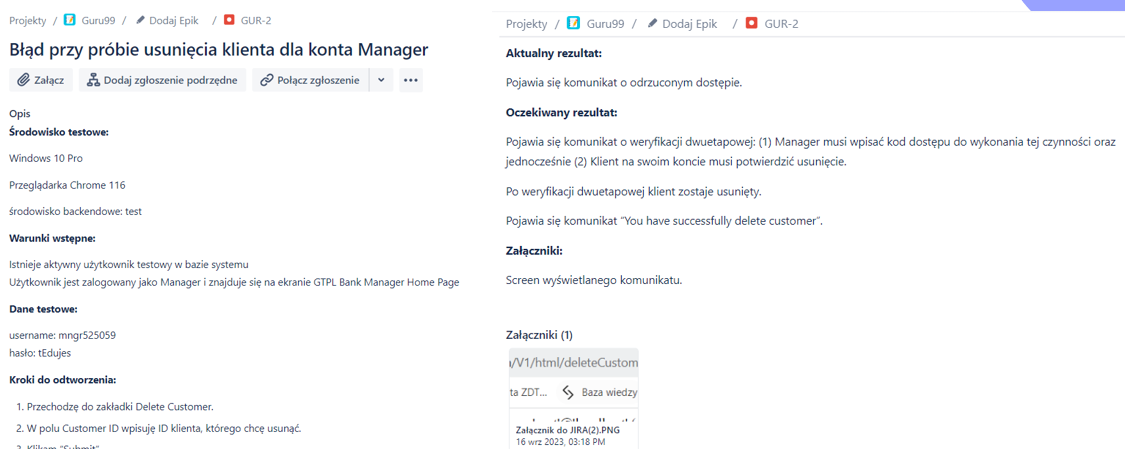 Projekty / Guru99 / Dodaj Epik / GUR-2
Błąd przy próbie usunięcia klienta dla konta Manager
Załącz Dodaj zgłoszenie podrzędne Połącz zgłoszenie
Opis
Środowisko testowe:
Windows 10 Pro
Przeglądarka Chrome 116
środowisko backendowe: test
Warunki wstępne:
Istnieje aktywny użytkownik testowy w bazie systemu
Użytkownik jest zalogowany jako Manager i znajduje się na ekranie GTPL Bank Manager Home Page
Dane testowe:
username: mngr525059
hasło: tEdujes
Kroki do odtworzenia:
1. Przechodzę do zakładki Delete Customer.
2. W polu Customer ID wpisuję ID klienta, którego chcę usunąć.
3. Klikam "Submit"
Projekty / Guru99 / Dodaj Epik / GUR-2
Aktualny rezultat:
Pojawia się komunikat o odrzuconym dostępie.
Oczekiwany rezultat:
Pojawia się komunikat o weryfikacji dwuetapowej: (1) Manager musi wpisać kod dostępu do wykonania tej czynności oraz
jednocześnie (2) Klient na swoim koncie musi potwierdzić usunięcie.
Po weryfikacji dwuetapowej klient zostaje usunięty.
Pojawia się komunikat "You have successfully delete customer".
Załączniki:
Screen wyświetlanego komunikatu.
Załączniki (1)
/V1/html/deleteCustom
ta ZDT... Baza wiedzy
Załącznik do JIRA(2).PNG
16 wrz 2023, 03:18 PM